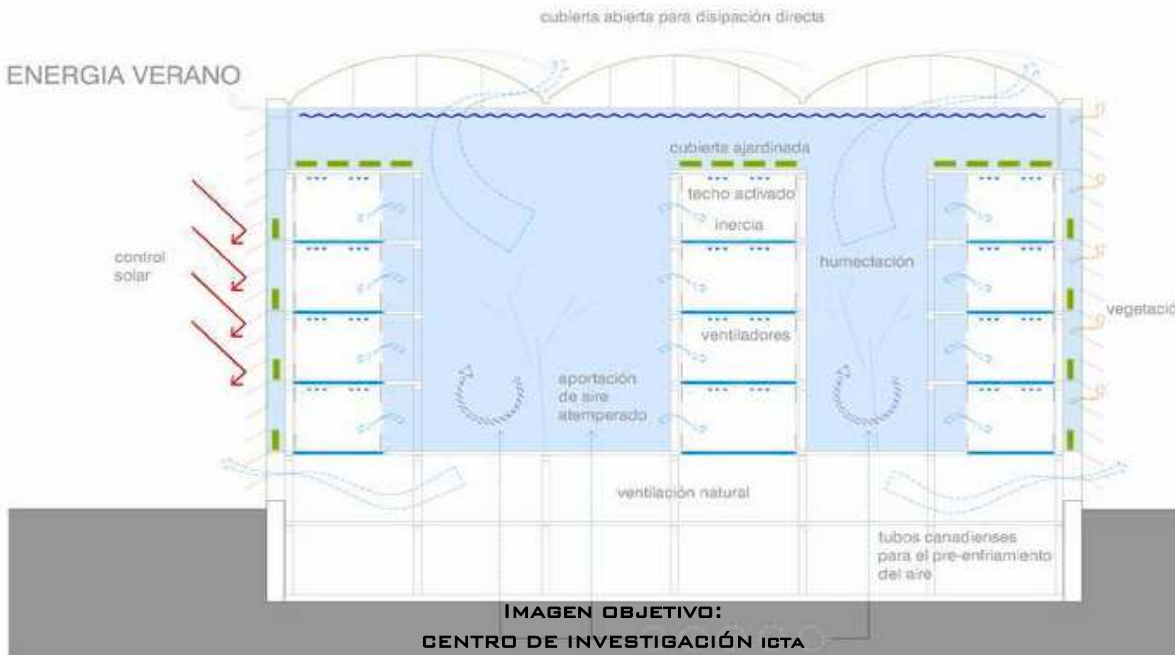 cubierta abierta para disipación directa
ENERGIA VERANO
cubierta ajardinada
techo activado
inercia
control
solar
humectación
vegetació
ventiladores
aportación
de aire
atemperado
ventilación natural
tubos canadienses
para el pre-enfriamiento
del aire
IMAGEN OBJETIVO:
CENTRO DE INVESTIGACIÓN ICTA